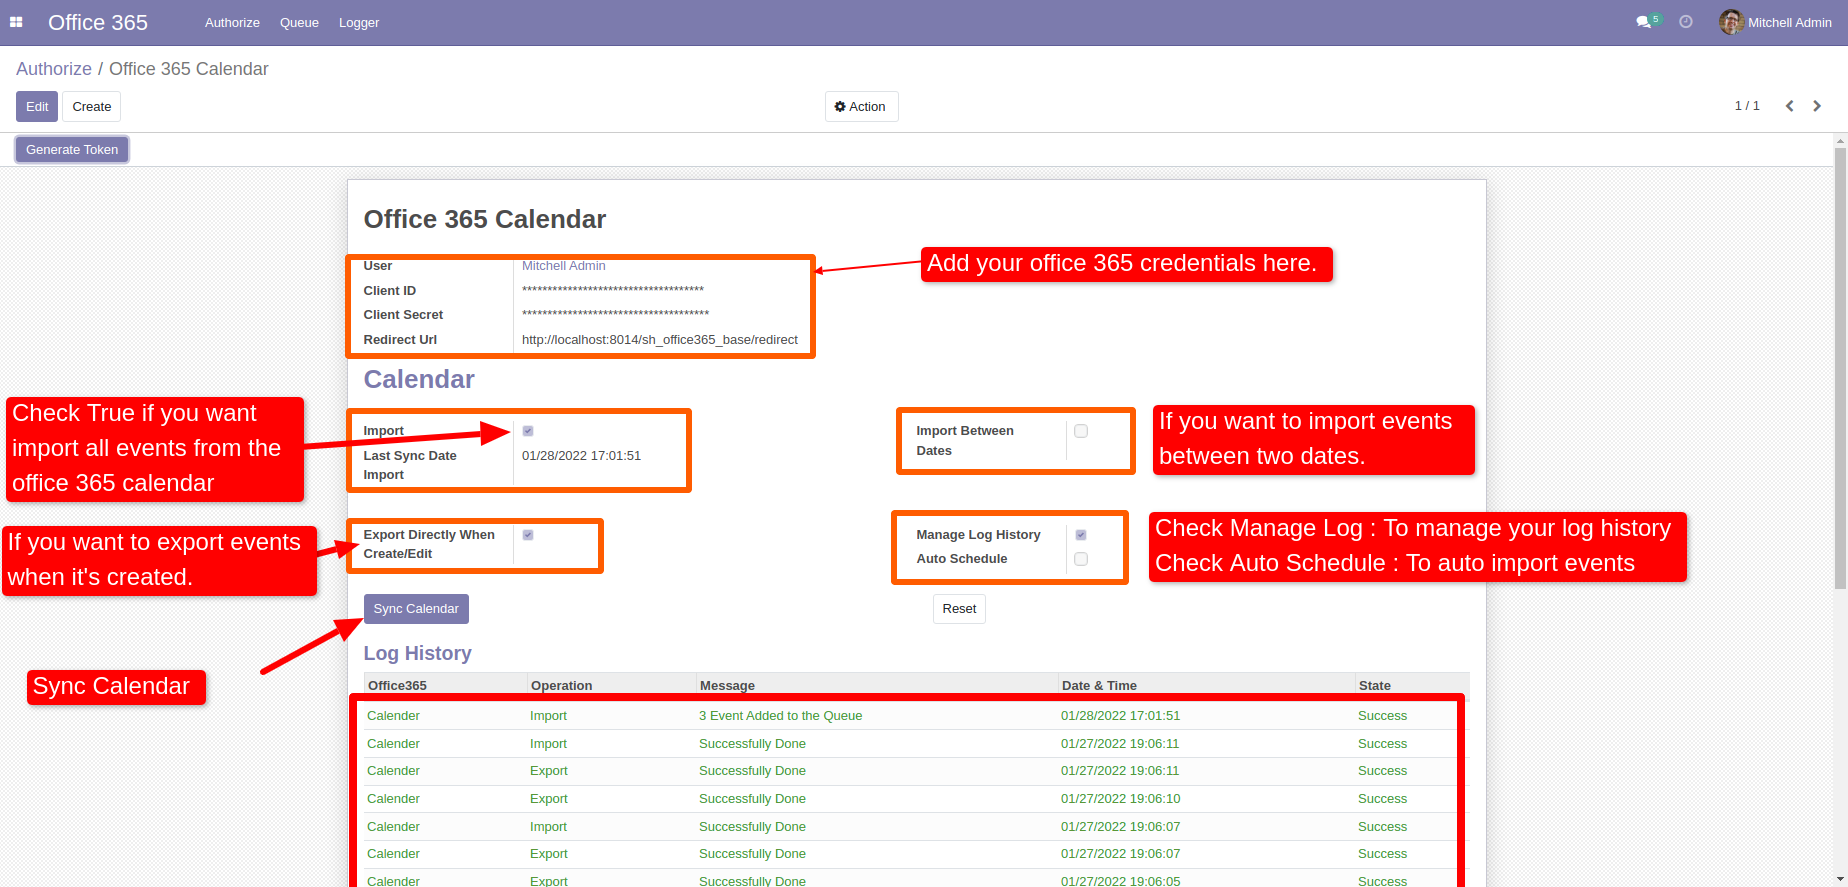 Office 365 Authorize Queue Logger 5 Mitchell Admin
Authorize / Office 365 Calendar
Edit Create Action 1 / 1
Generate Token
Office 365 Calendar
Add your office 365 credentials here.
User Mitchell Admin
Client ID ************************************
Client Secret *************************************
Redirect Url http://localhost:8014/sh_office365_base/redirect
Calendar
Check True if you want
import all events from the
office 365 calendar
Import
Last Sync Date
Import
01/28/2022 17:01:51
Import Between
Dates
If you want to import events
between two dates.
If you want to export events
when it's created.
Export Directly When
Create/Edit
Manage Log History
Auto Schedule
Check Manage Log : To manage your log history
Check Auto Schedule : To auto import events
Sync Calendar Reset
Sync Calendar
Log History
Office365 Operation Message Date & Time State
Calender Import 3 Event Added to the Queue 01/28/2022 17:01:51 Success
Calender Import Successfully Done 01/27/2022 19:06:11 Success
Calender Export Successfully Done 01/27/2022 19:06:11 Success
Calender Export Successfully Done 01/27/2022 19:06:10 Success
Calender Import Successfully Done 01/27/2022 19:06:07 Success
Calender Export Successfully Done 01/27/2022 19:06:07 Success
Calender Export Successfully Done 01/27/2022 19:06:05 Success